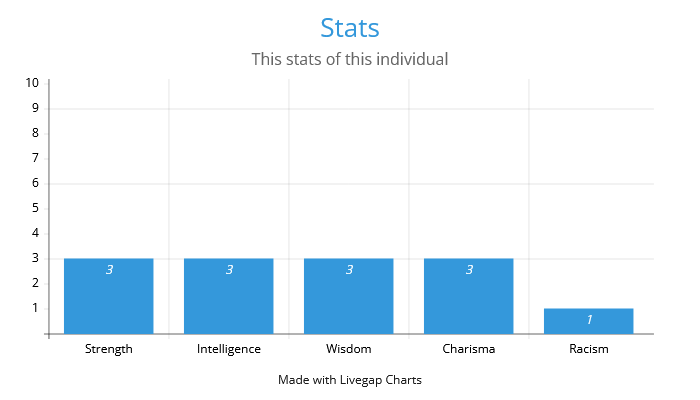 Stats
This stats of this individual
10
9
8
7
6
5
4
3
2
1
3 3 3 3 1
Strength Intelligence Wisdom Charisma Racism
Made with Livegap Charts